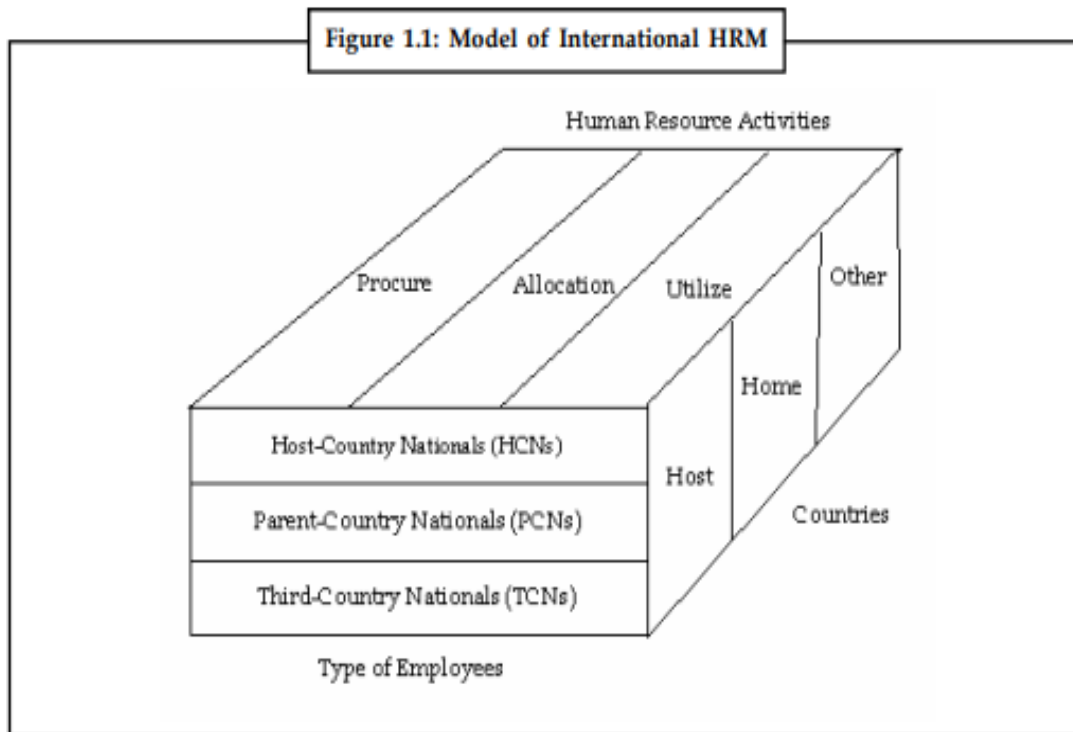 Figure 1.1: Model of International HRM
Human Resource Activities
Procure
Allocation
Utilize
Other
Home
Host
Host-Country Nationals (HCNs)
Parent-Country Nationals (PCNs)
Third-Country Nationals (TCNs)
Countries
Type of Employees